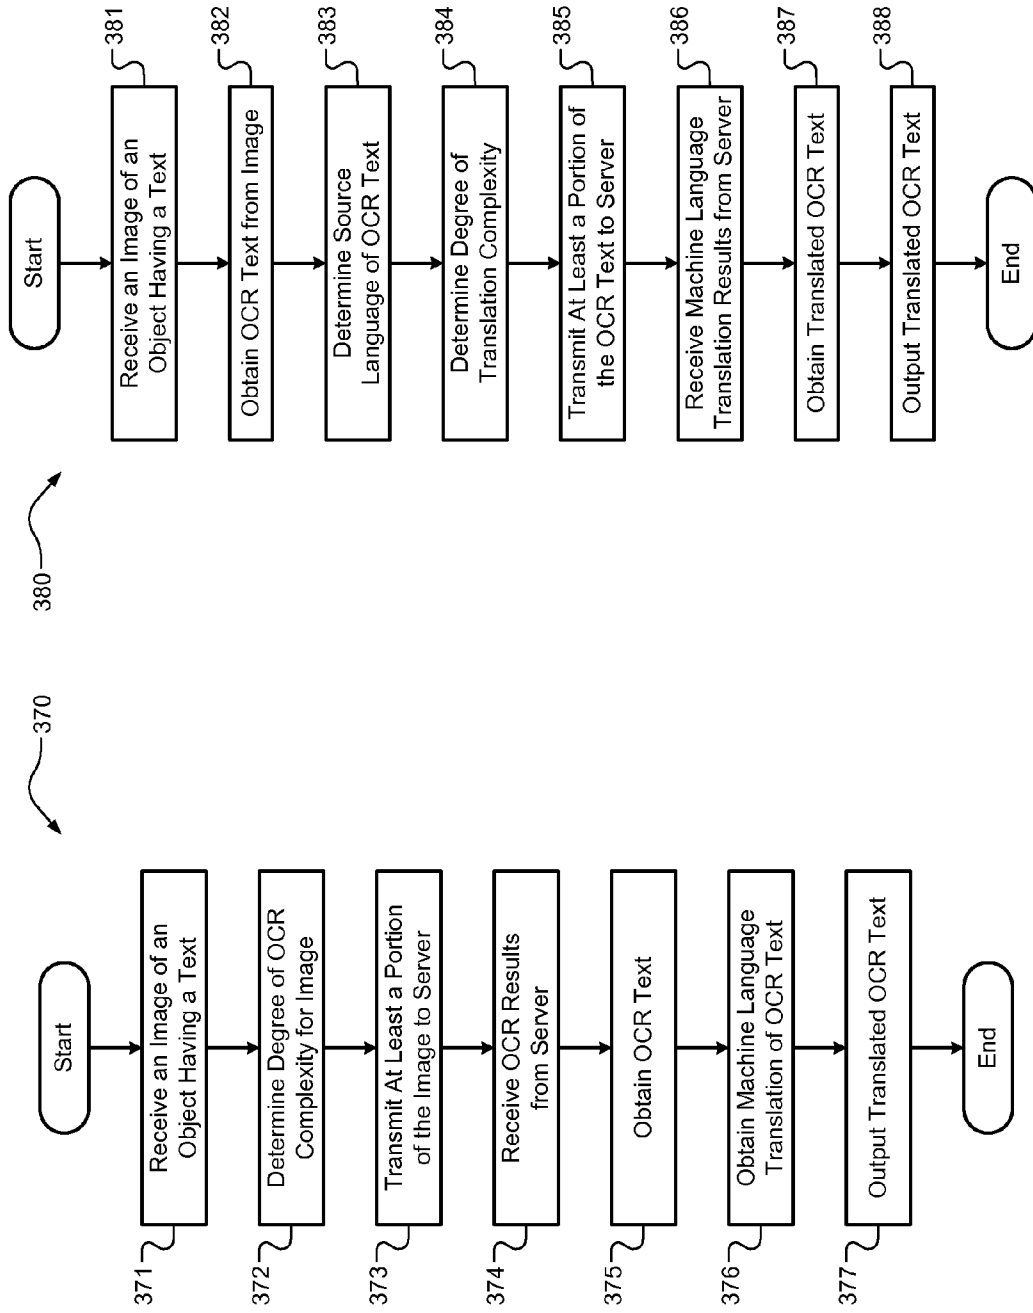 370
Start
371
Receive an Image of an
Object Having a Text
372
Determine Degree of OCR
Complexity for Image
373
Transmit At Least a Portion
of the Image to Server
374
Receive OCR Results
from Server
375
Obtain OCR Text
376
Obtain Machine Language
Translation of OCR Text
377
Output Translated OCR Text
End
380
Start
Receive an Image of an
Object Having a Text
381
Obtain OCR Text from Image
382
Determine Source
Language of OCR Text
383
Determine Degree of
Translation Complexity
384
Transmit At Least a Portion of
the OCR Text to Server
385
Receive Machine Language
Translation Results from Server
386
Obtain Translated OCR Text
387
Output Translated OCR Text
388
End